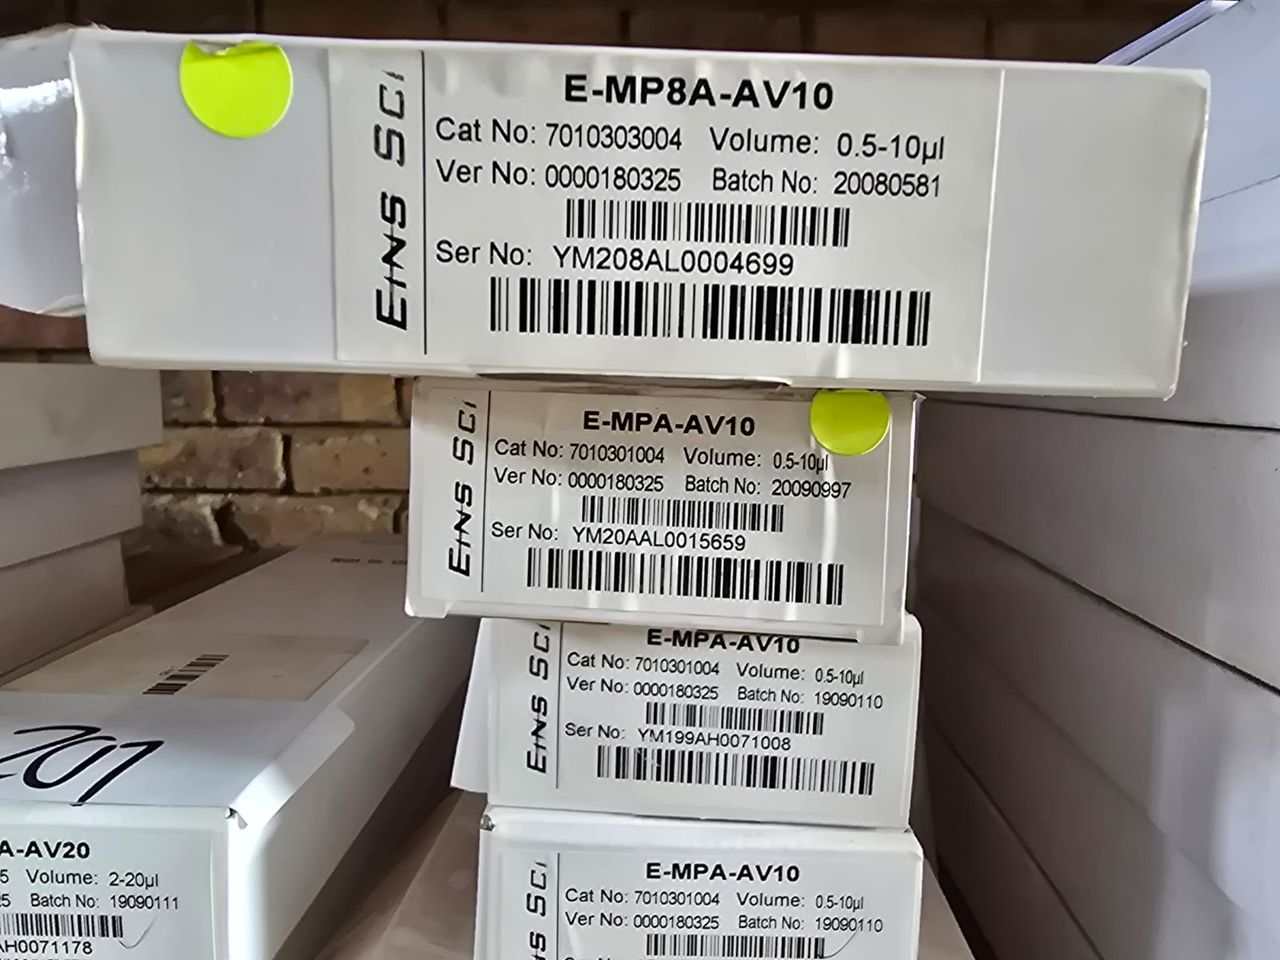 EINS SCI
E-MP8A-AV10
Cat No: 7010303004 Volume: 0.5-10µl
Ver No: 0000180325 Batch No: 20080581
Ser No: YM208AL0004699
EINS SCI
E-MPA-AV10
Cat No: 7010301004 Volume: 0.5-10µl
Ver No: 0000180325 Batch No: 20090997
Ser No: YM20AAL0015659
EINS SCI
E-MPA-AV10
Cat No: 7010301004 Volume: 0.5-10µl
Ver No: 0000180325 Batch No: 19090110
Ser No: YM199AH0071008
EINS SCI
E-MPA-AV10
Cat No: 7010301004 Volume: 0.5-10µl
Ver No: 0000180325 Batch No: 19090110
207
A-AV20
5 Volume: 2-20µl
25 Batch No: 19090111
AH0071178